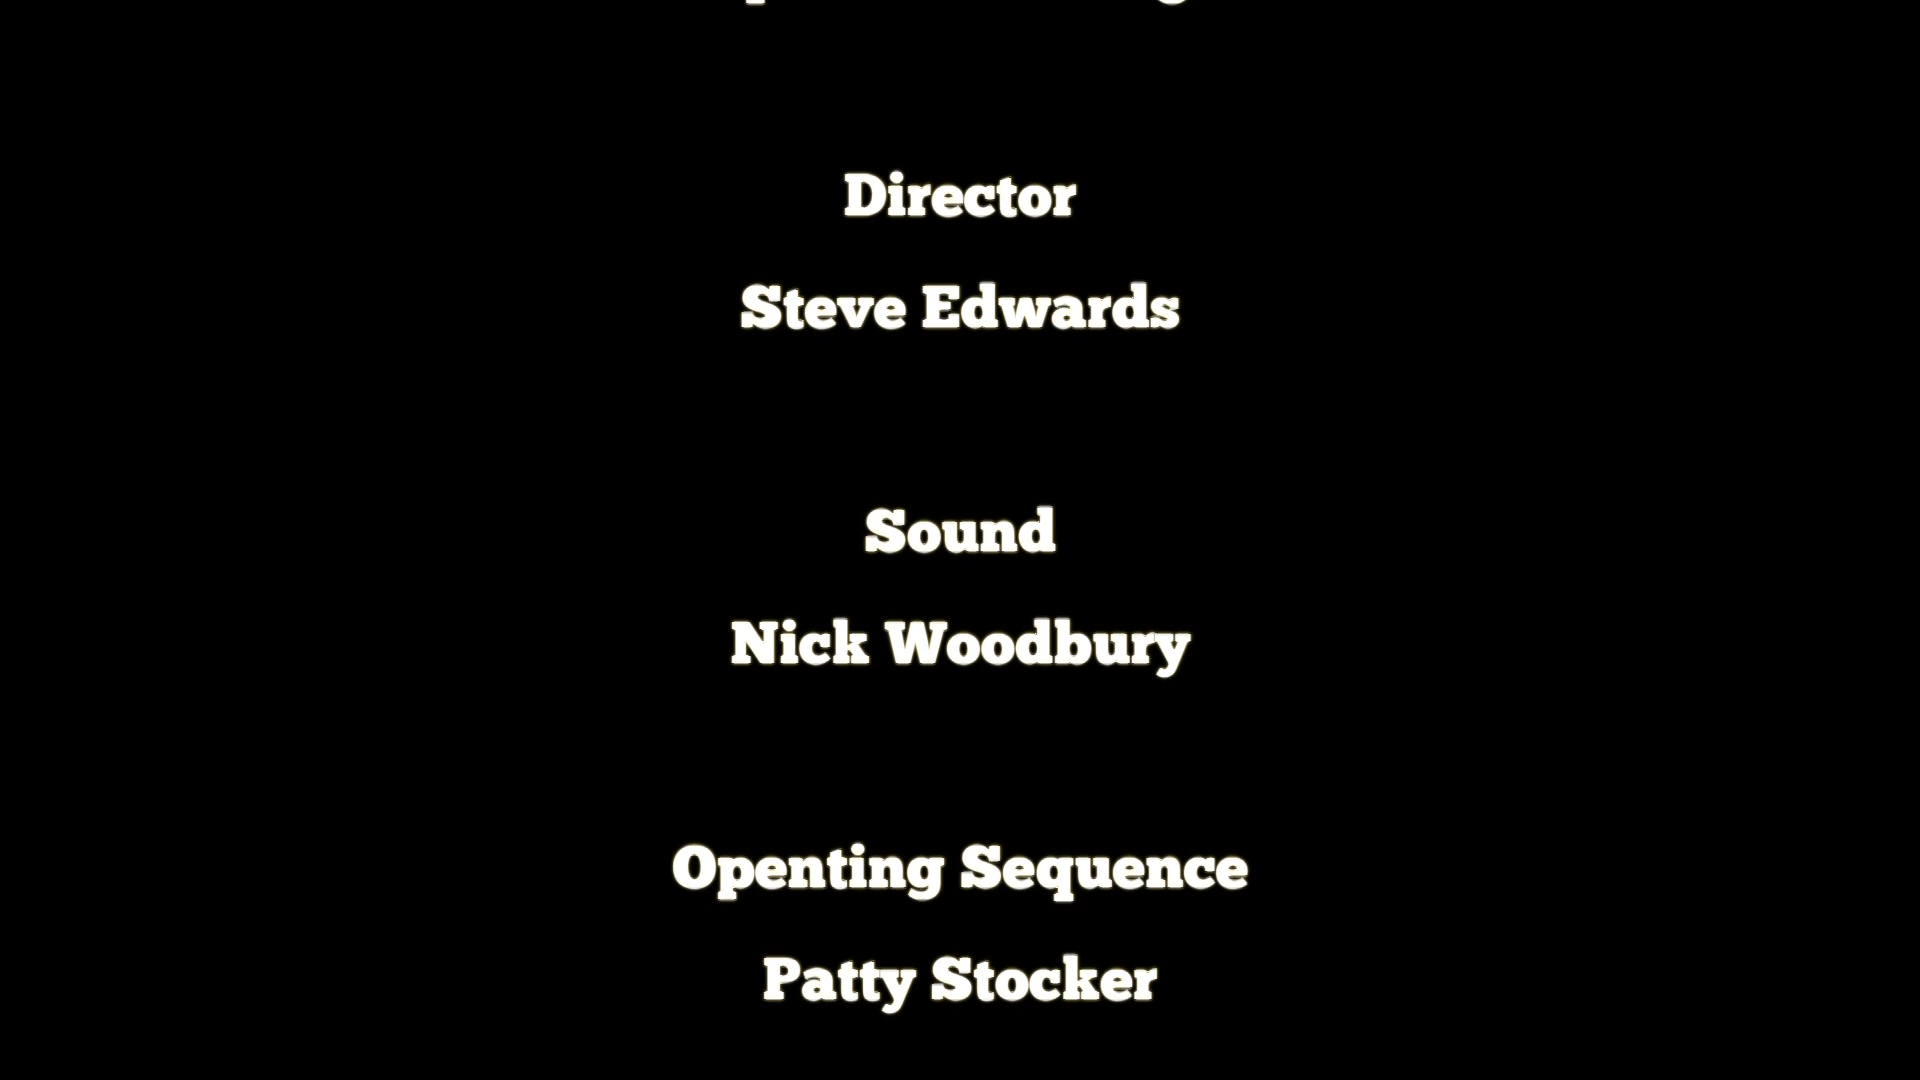 Director
Steve Edwards
Sound
Nick Woodbury
Openting Sequence
Patty Stocker